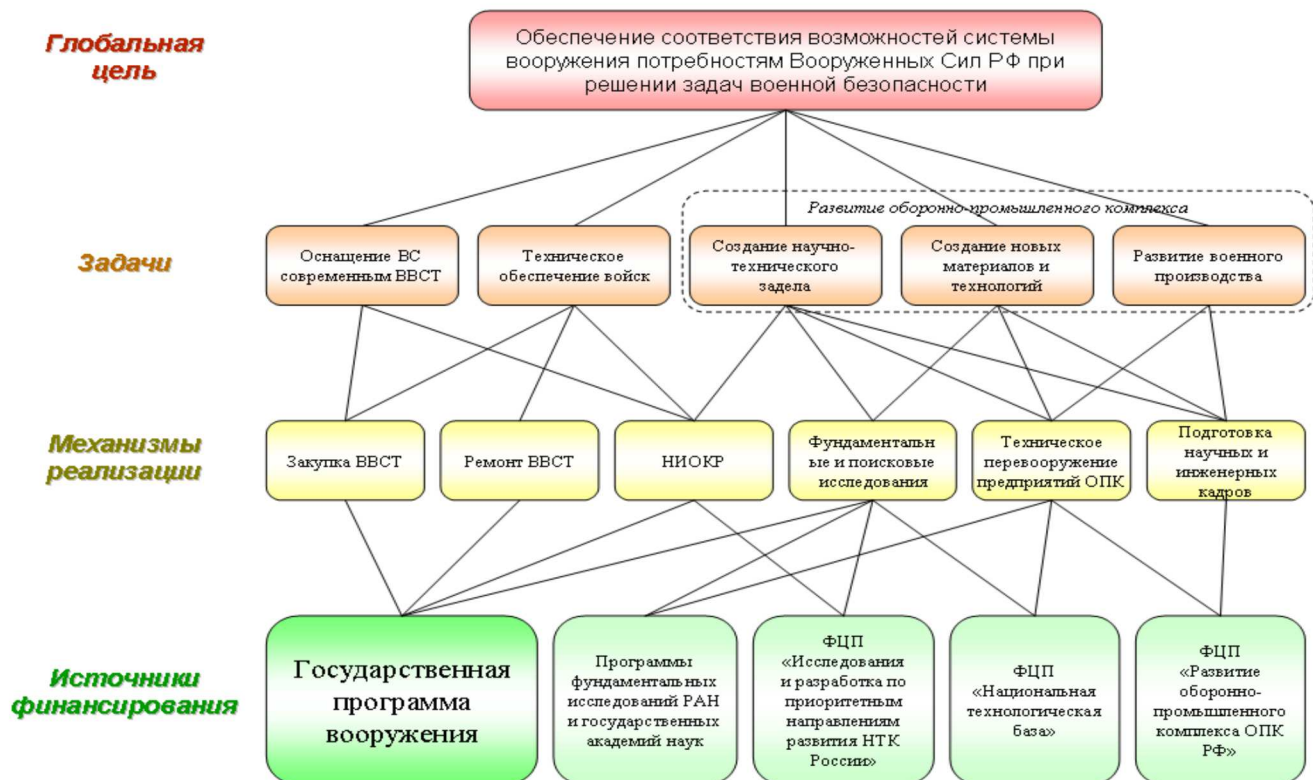 Глобальная
цель
Обеспечение соответствия возможностей системы
вооружения потребностям Вооруженных Сил РФ при
решении задач военной безопасности
Развитие оборонно-промышленного комплекса
Задачи
Оснащение ВС
современным ВВСТ
Техническое
обеспечение войск
Создание научно-
технического
задела
Создание новых
материалов и
технологий
Развитие военного
производства
Механизмы
реализации
Закупка ВВСТ
Ремонт ВВСТ
НИОКР
Фундаментальн
ые и поисковые
исследования
Техническое
перевооружение
предприятий ОПК
Подготовка
научных и
инженерных
кадров
Источники
финансирования
Государственная
программа
вооружения
Программы
фундаментальных
исследований РАН
и государственных
академий наук
ФЦП
«Исследования
и разработка по
приоритетным
направлениям
развития НТК
России»
ФЦП
«Национальная
технологическая
база»
ФЦП
«Развитие
оборонно-
промышленного
комплекса ОПК
РФ»